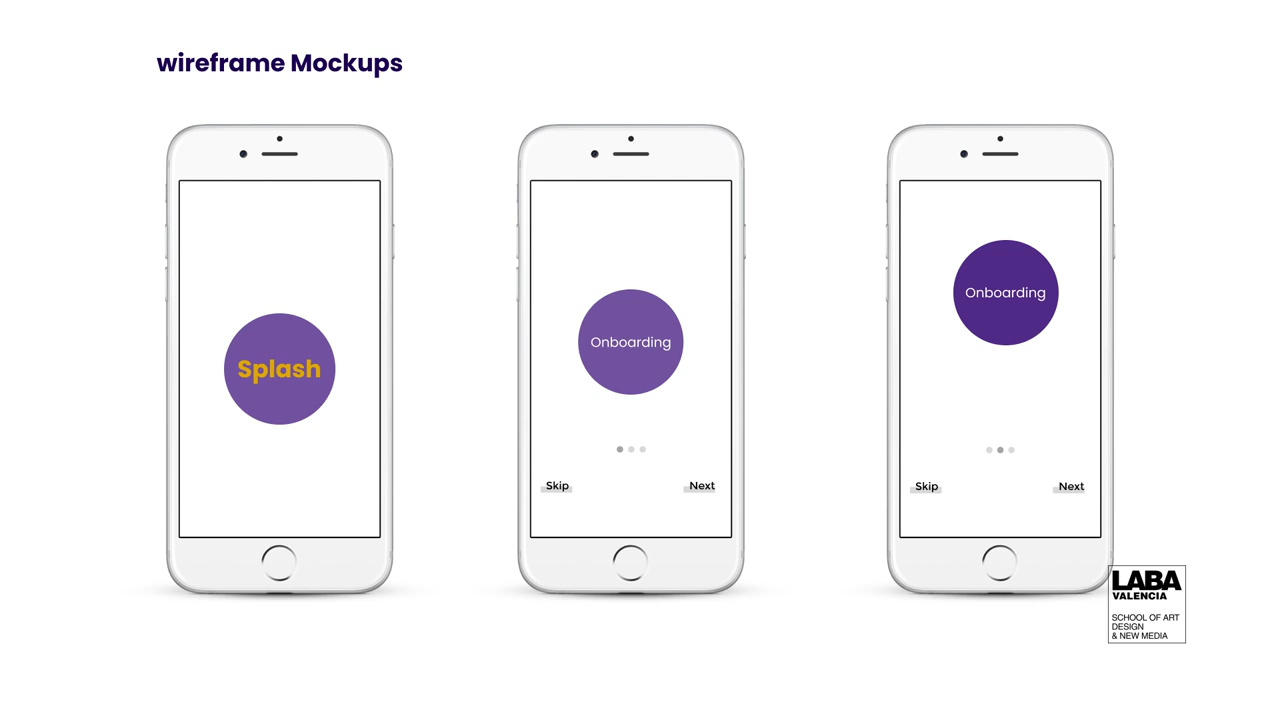 wireframe Mockups
Splash
Onboarding
Skip
Next
Onboarding
Skip
Next
LABA
VALENCIA
SCHOOL OF ART
DESIGN
& NEW MEDIA